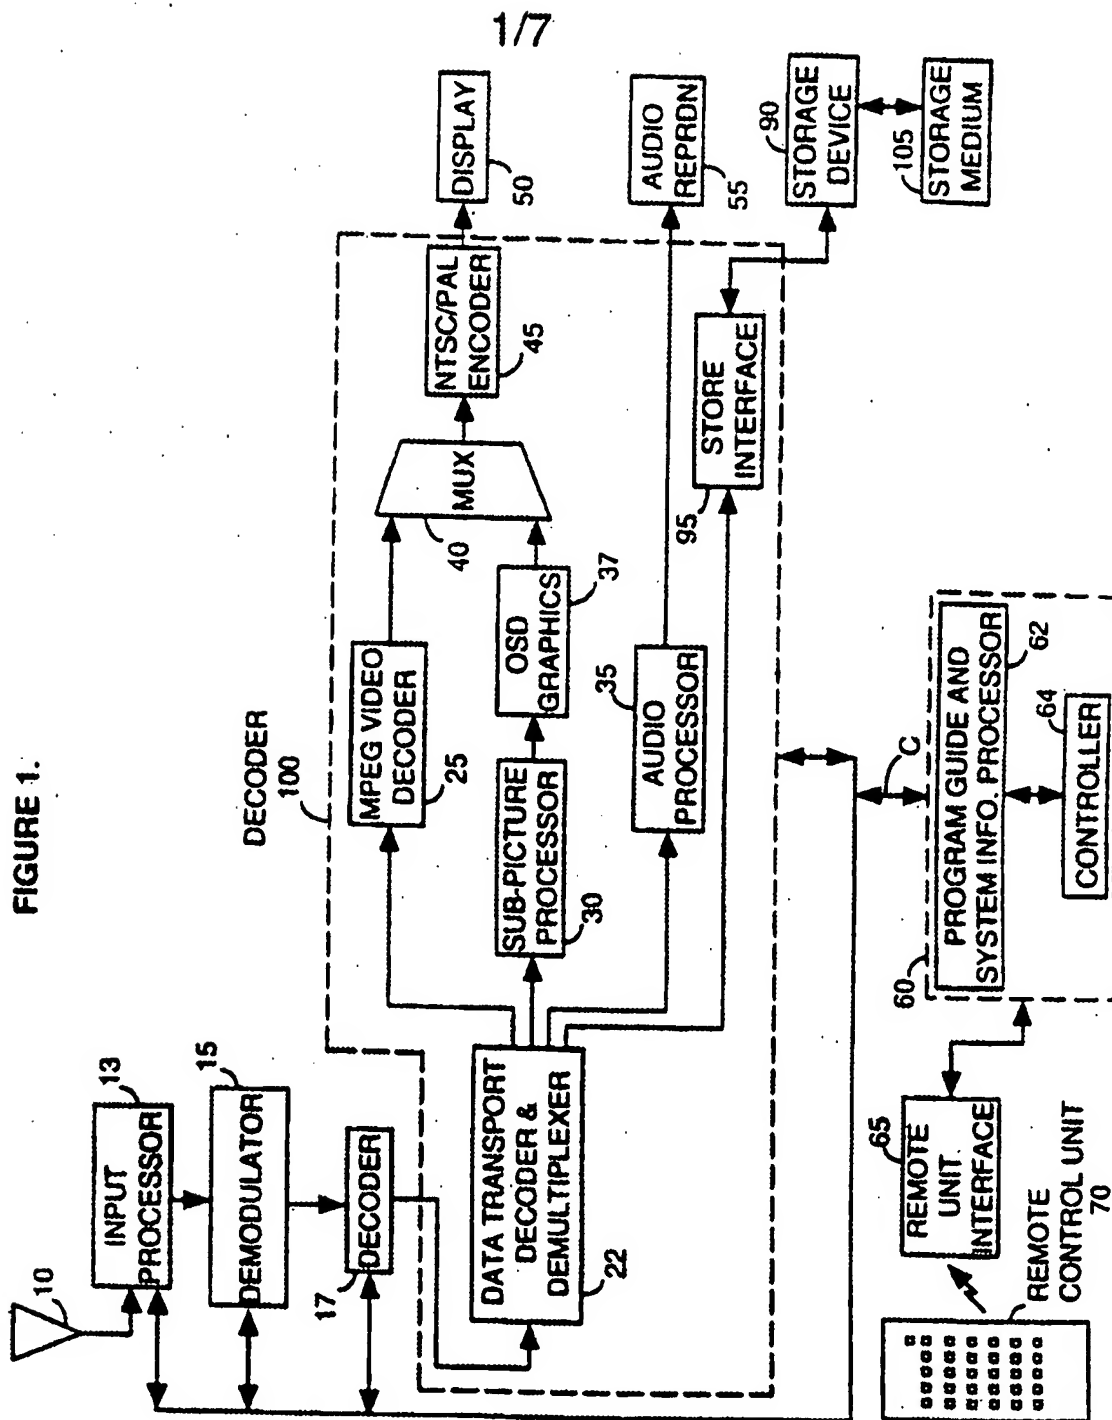 1/7
FIGURE 1.
10
INPUT
PROCESSOR
13
DEMODULATOR
15
DECODER
17
DECODER
100
DATA TRANSPORT
DECODER &
DEMULTIPLEXER
22
MPEG VIDEO
DECODER
25
SUB-PICTURE
PROCESSOR
30
OSD
GRAPHICS
37
AUDIO
PROCESSOR
35
MUX
40
NTSC/PAL
ENCODER
45
DISPLAY
50
AUDIO
REPRDN
55
STORE
INTERFACE
95
90
STORAGE
DEVICE
105
STORAGE
MEDIUM
C
60
PROGRAM GUIDE AND
SYSTEM INFO. PROCESSOR
62
64
CONTROLLER
65
REMOTE
UNIT
INTERFACE
REMOTE
CONTROL UNIT
70